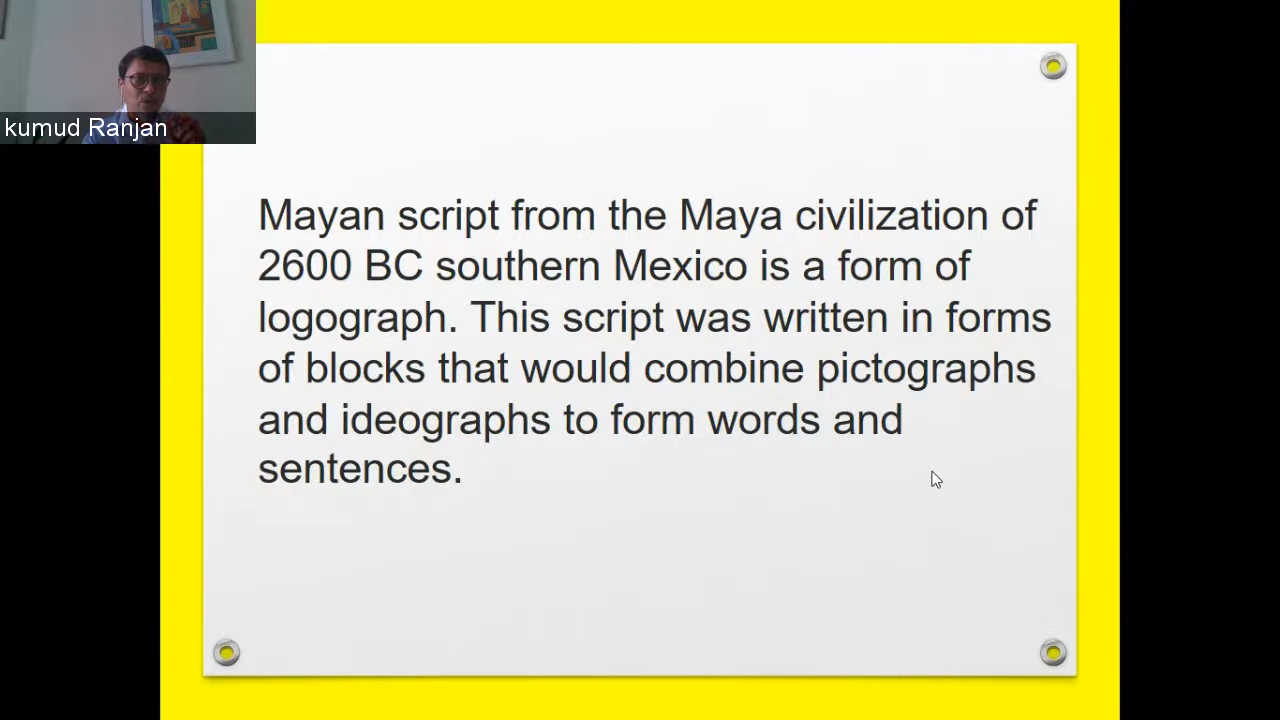 kumud Ranjan
Mayan script from the Maya civilization of
2600 BC southern Mexico is a form of
logograph. This script was written in forms
of blocks that would combine pictographs
and ideographs to form words and
sentences.